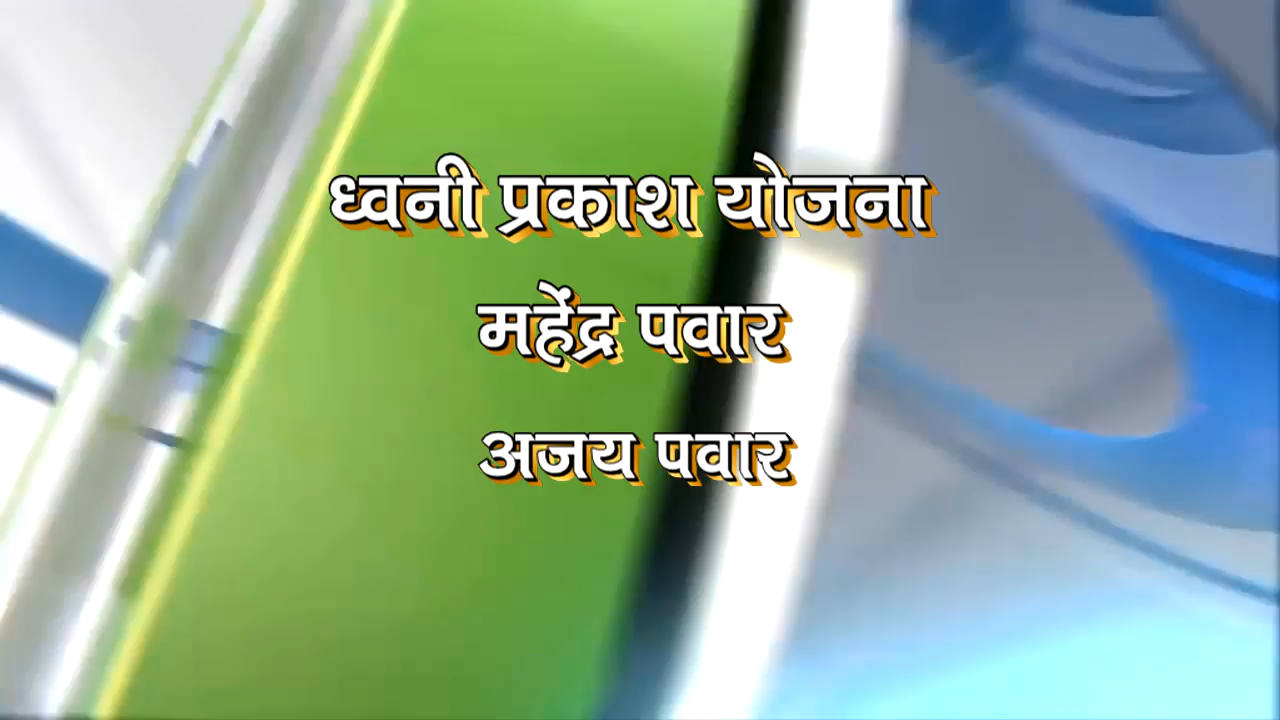 ध्वनी प्रकाश योजना
महेंद्र पवार
अजय पवार